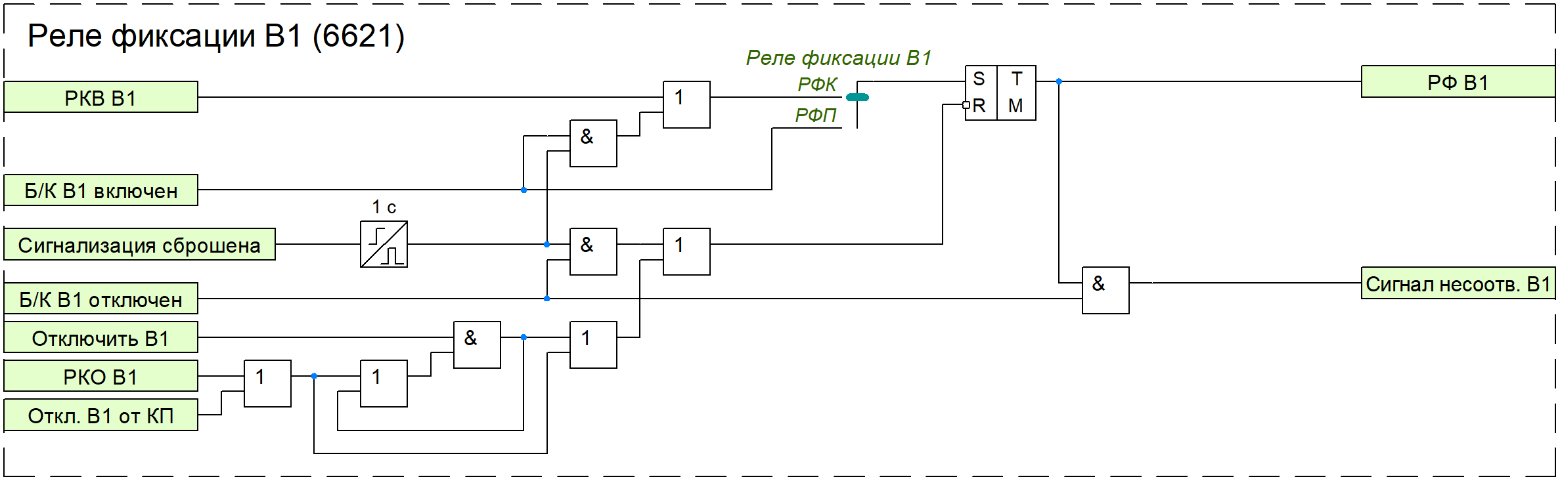 Реле фиксации В1 (6621)
Реле фиксации В1
РКВ В1
1
РФК
S T
РФ В1
РФП
R М
&
Б/К В1 включен
1 с
Сигнализация сброшена
&
1
Б/К В1 отключен
&
Сигнал несоотв. В1
Отключить В1
&
1
РКО В1
1
1
Откл. В1 от КП